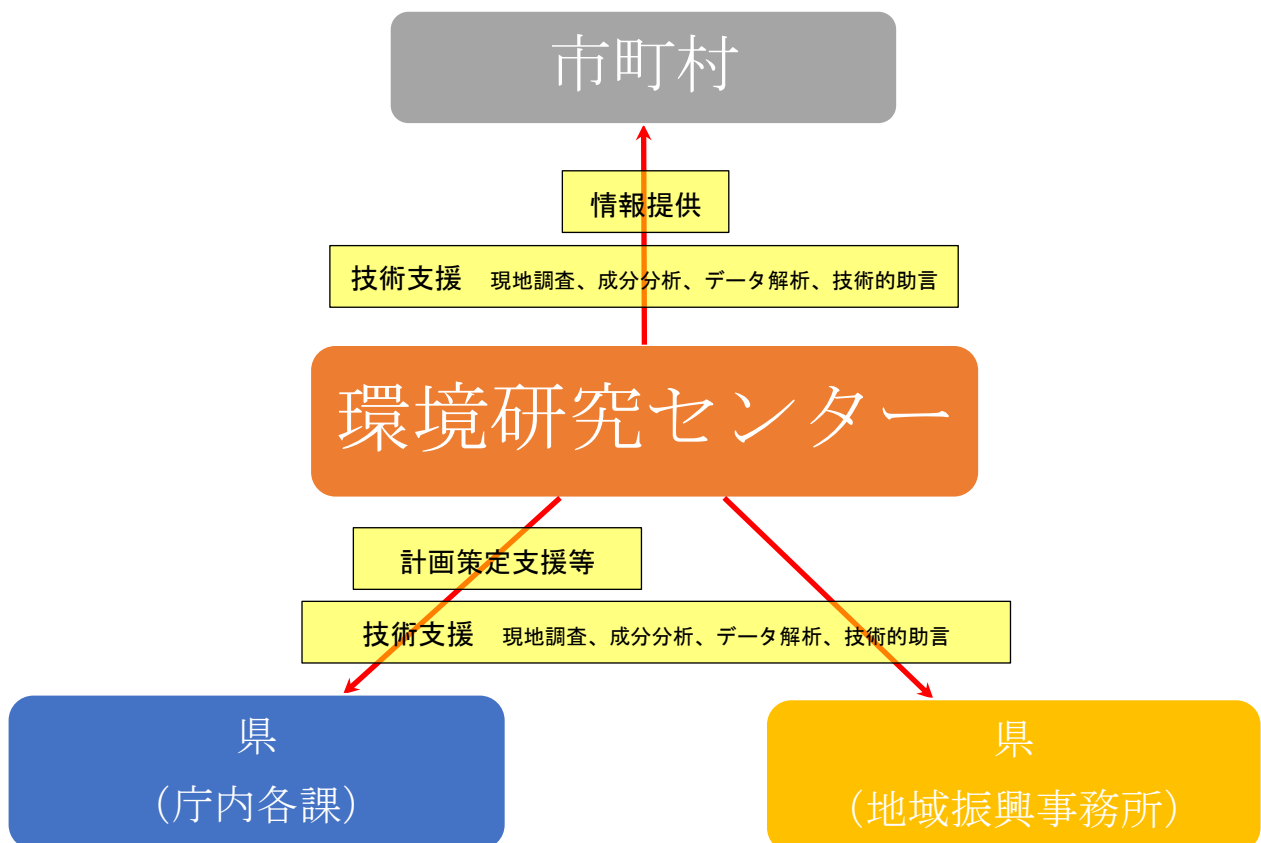 市町村
情報提供
技術支援 現地調査、成分分析、データ解析、技術的助言
環境研究センター
計画策定支援等
技術支援 現地調査、成分分析、データ解析、技術的助言
県
（庁内各課）
県
（地域振興事務所）